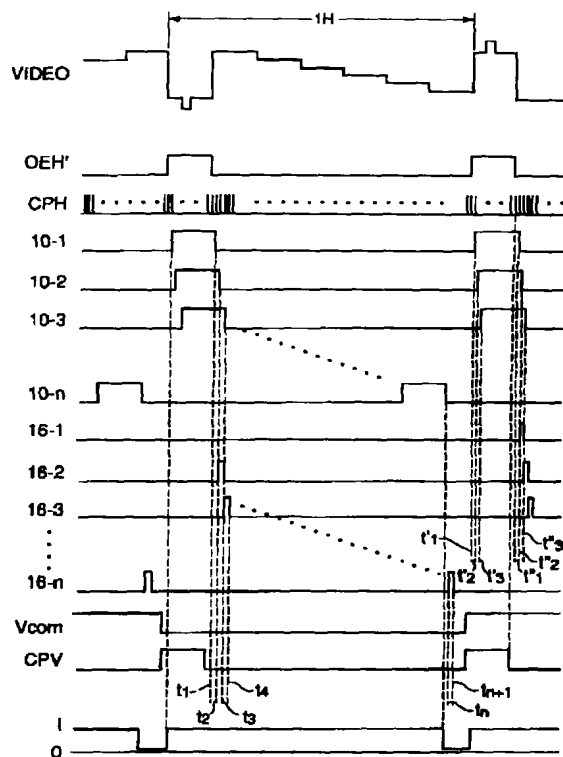 1H
VIDEO
OEH'
CPH
10-1
10-2
10-3
10-n
16-1
16-2
16-3
16-n
t'1
t'2
t'3
t"1
t"2
t"3
Vcom
CPV
t1
t2
t3
t4
tn
tn+1
1
0